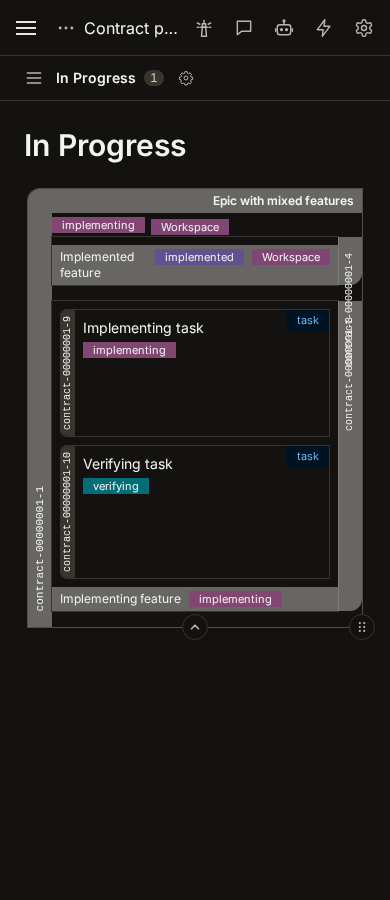 Contract p...
In Progress 1
In Progress
Epic with mixed features
implementing Workspace
Implemented feature
implemented Workspace
contract-00000001-4
contract-00000001-9
Implementing task
task
implementing
contract-00000001-10
Verifying task
task
verifying
contract-00000001-1
Implementing feature implementing